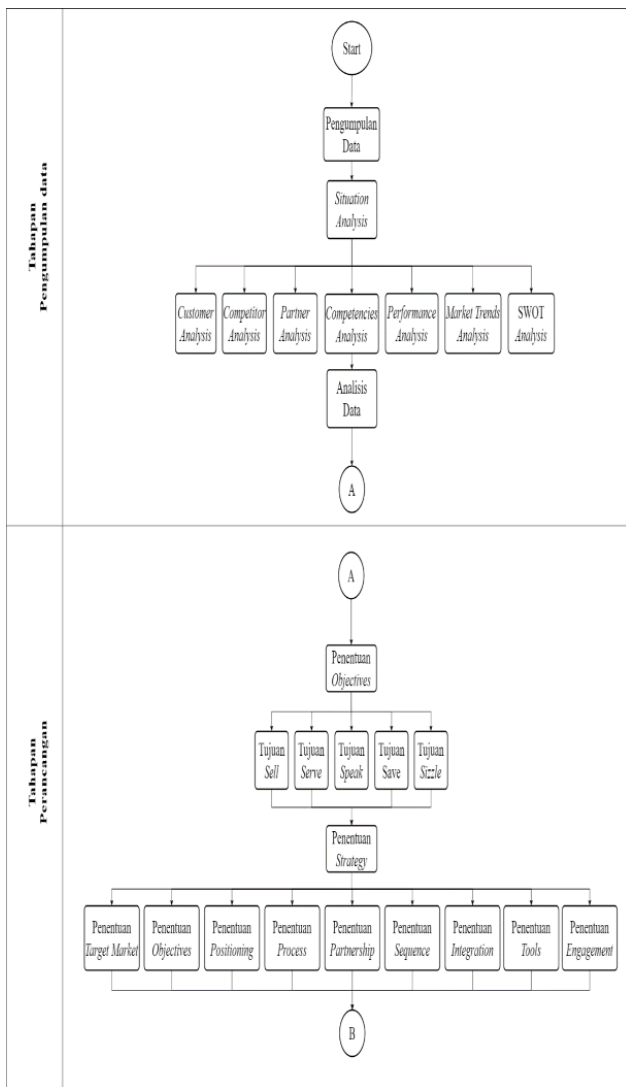 Tahapan
Pengumpulan data
Start
Pengumpulan
Data
Situation
Analysis
Customer
Analysis
Competitor
Analysis
Partner
Analysis
Competencies
Analysis
Performance
Analysis
Market Trends
Analysis
SWOT
Analysis
Analisis
Data
A
Tahapan
Perancangan
A
Penentuan
Objectives
Tujuan
Sell
Tujuan
Serve
Tujuan
Speak
Tujuan
Save
Tujuan
Sizzle
Penentuan
Strategy
Penentuan
Target Market
Penentuan
Objectives
Penentuan
Positioning
Penentuan
Process
Penentuan
Partnership
Penentuan
Sequence
Penentuan
Integration
Penentuan
Tools
Penentuan
Engagement
B